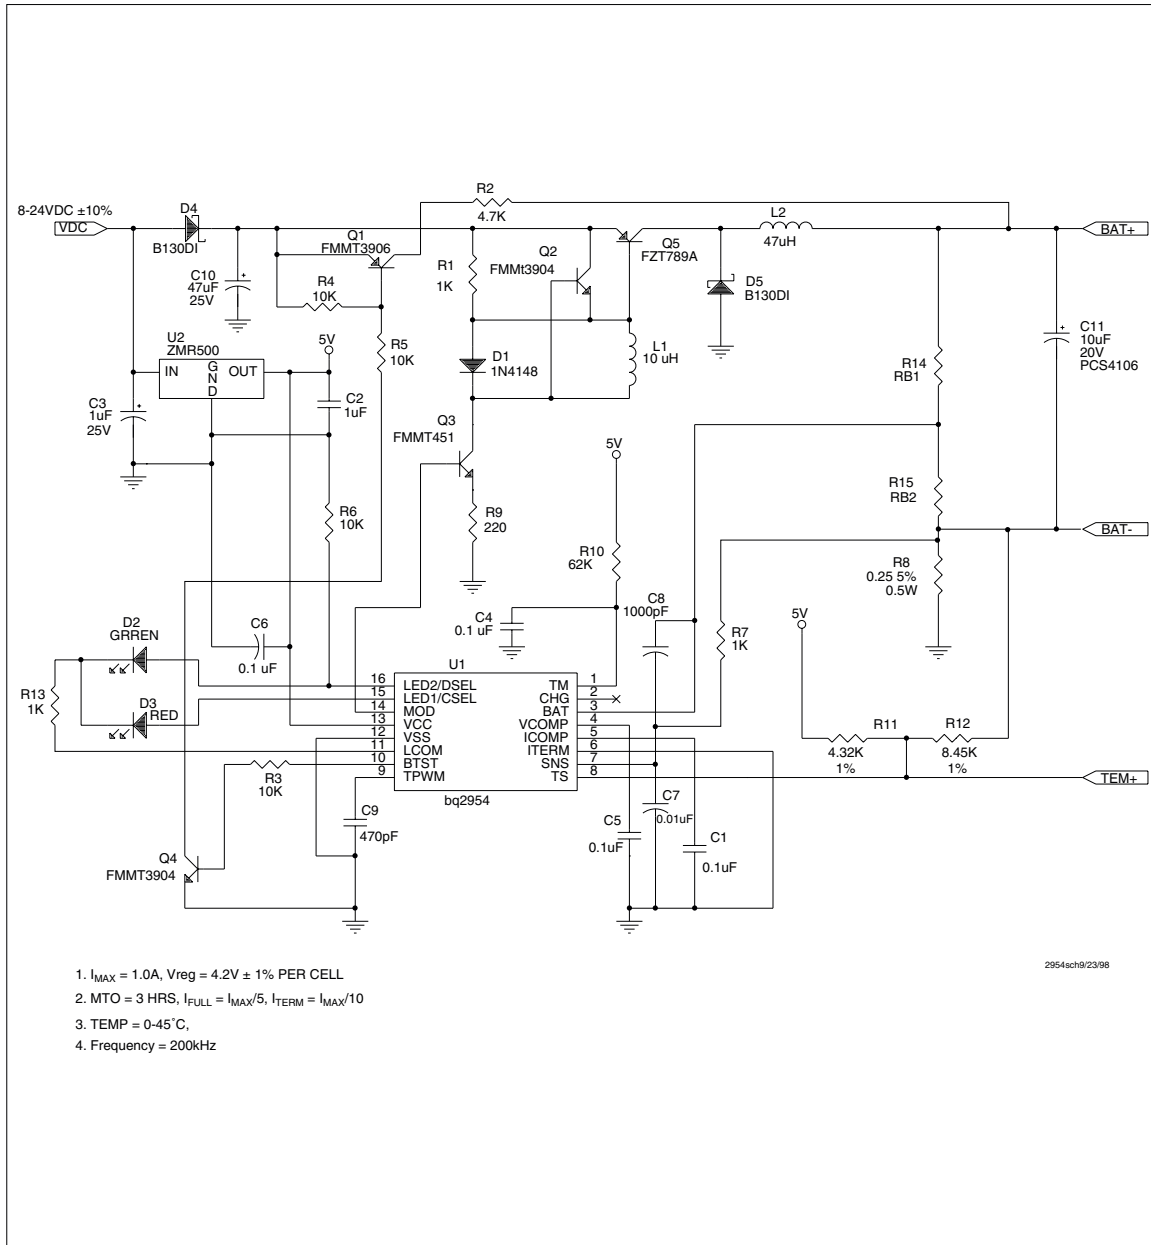 8-24VDC ±10%
VDC
D4
B130DI
C10
47uF
25V
Q1
FMMT3906
R4
10K
R5
10K
R2
4.7K
R1
1K
Q2
FMMt3904
Q5
FZT789A
L2
47uH
BAT+
D5
B130DI
C11
10uF
20V
PCS4106
L1
10 uH
D1
1N4148
R14
RB1
U2
ZMR500
IN
GND
OUT
5V
C2
1uF
C3
1uF
25V
Q3
FMMT451
R9
220
R6
10K
5V
R10
62K
R15
RB2
BAT-
R8
0.25 5%
0.5W
C8
1000pF
C4
0.1 uF
R7
1K
5V
D2
GRREN
C6
0.1 uF
R13
1K
D3
RED
U1
16 LED2/DSEL TM 1
15 LED1/CSEL CHG 2
14 MOD BAT 3
13 VCC VCOMP 4
12 VSS ICOMP 5
11 LCOM ITERM 6
10 BTST SNS 7
9 TPWM TS 8
bq2954
R11
4.32K
1%
R12
8.45K
1%
TEM+
R3
10K
C9
470pF
C7
0.01uF
C5
0.1uF
C1
0.1uF
Q4
FMMT3904
2954sch9/23/98
1. IMAX = 1.0A, Vreg = 4.2V ± 1% PER CELL
2. MTO = 3 HRS, IFULL = IMAX/5, ITERM = IMAX/10
3. TEMP = 0-45˚C,
4. Frequency = 200kHz